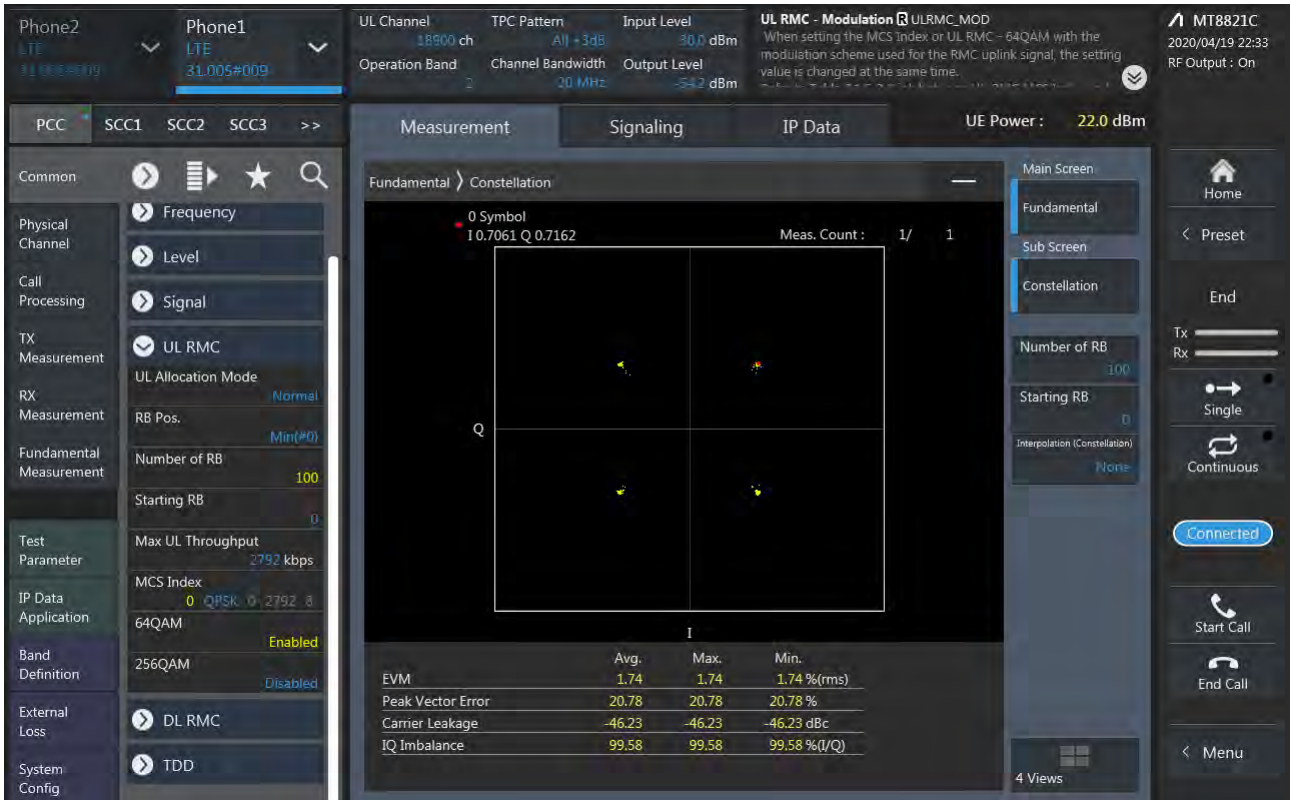 Phone2
LTE
31.005#009
Phone1
LTE
31.005#009
UL Channel
18900 ch
Operation Band
2
TPC Pattern
All +3dB
Channel Bandwidth
20 MHz
Input Level
30.0 dBm
Output Level
-54.2 dBm
UL RMC - Modulation R ULRMC_MOD
When setting the MCS Index or UL RMC - 64QAM with the
modulation scheme used for the RMC uplink signal, the setting
value is changed at the same time.
MT8821C
2020/04/19 22:33
RF Output : On
PCC SCC1 SCC2 SCC3 >>
Measurement
Signaling
IP Data
UE Power : 22.0 dBm
Common
Physical
Channel
Call
Processing
TX
Measurement
RX
Measurement
Fundamental
Measurement
Test
Parameter
IP Data
Application
Band
Definition
External
Loss
System
Config
Frequency
Level
Signal
UL RMC
UL Allocation Mode
Normal
RB Pos.
Min(#0)
Number of RB
100
Starting RB
0
Max UL Throughput
2792 kbps
MCS Index
0 QPSK 0 2792 8
64QAM
Enabled
256QAM
Disabled
DL RMC
TDD
Fundamental 〉 Constellation
0 Symbol
I 0.7061 Q 0.7162
Meas. Count : 1/ 1
Q
I
Avg. Max. Min.
EVM 1.74 1.74 1.74 %(rms)
Peak Vector Error 20.78 20.78 20.78 %
Carrier Leakage -46.23 -46.23 -46.23 dBc
IQ Imbalance 99.58 99.58 99.58 %(I/Q)
Main Screen
Fundamental
Sub Screen
Constellation
Number of RB
100
Starting RB
0
Interpolation (Constellation)
None
4 Views
Home
< Preset
End
Tx
Rx
Single
Continuous
Connected
Start Call
End Call
< Menu